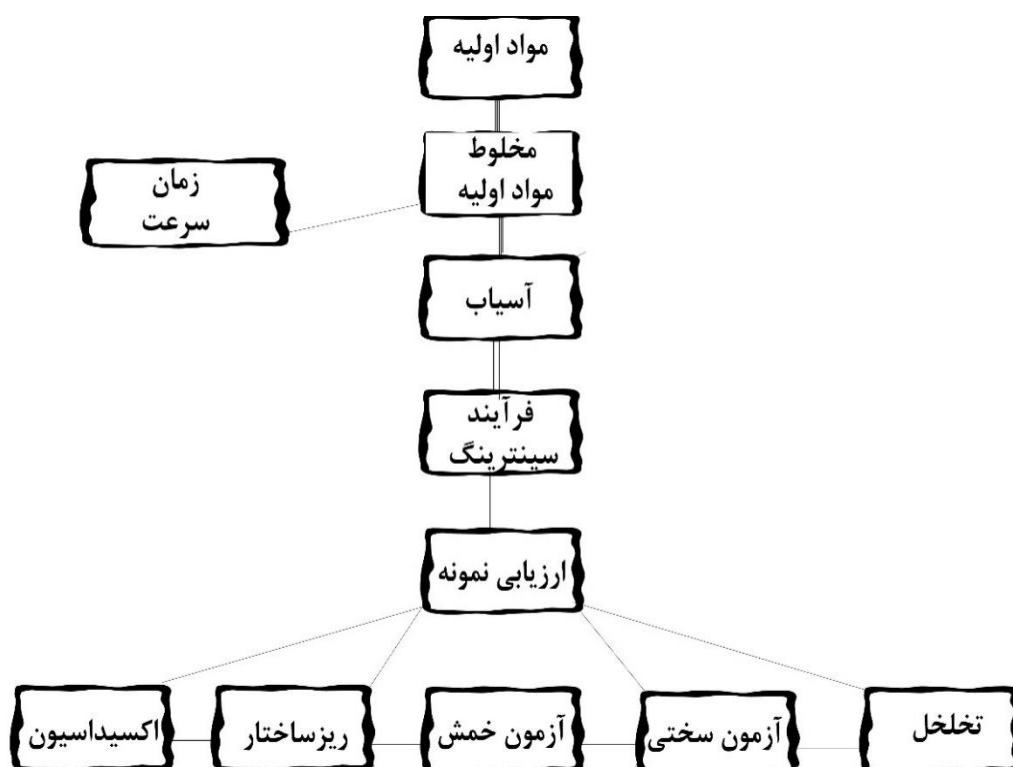 مواد اولیه
مخلوط
مواد اولیه
زمان
سرعت
آسیاب
فرآیند
سینترینگ
ارزیابی نمونه
تخلخل
آزمون سختی
آزمون خمش
ریزساختار
اکسیداسیون